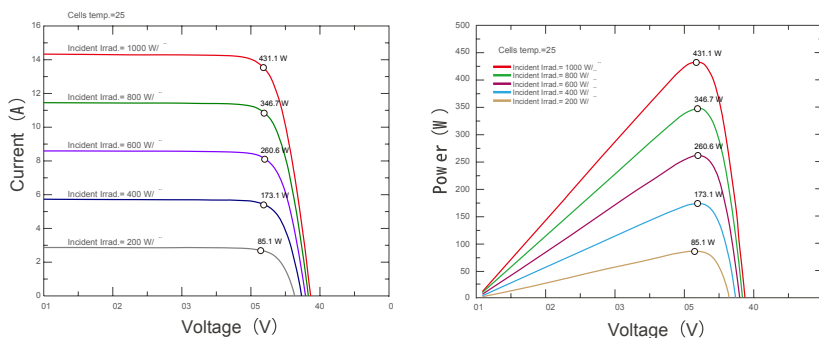 Cells temp.=25
16
14
12
10
8
6
4
2
0
Current (A)
Incident Irrad.= 1000 W/
431.1 W
Incident Irrad.= 800 W/
346.7 W
Incident Irrad.= 600 W/
260.6 W
Incident Irrad.= 400 W/
173.1 W
Incident Irrad.= 200 W/
85.1 W
01
02
03
05
40
0
Voltage (V)
500
450
400
350
300
250
200
150
100
50
0
Power (W)
Cells temp.=25
Incident Irrad.= 1000 W/
Incident Irrad.= 800 W/
Incident Irrad.= 600 W/
Incident Irrad.= 400 W/
Incident Irrad.= 200 W/
431.1 W
346.7 W
260.6 W
173.1 W
85.1 W
01
02
03
05
40
Voltage (V)